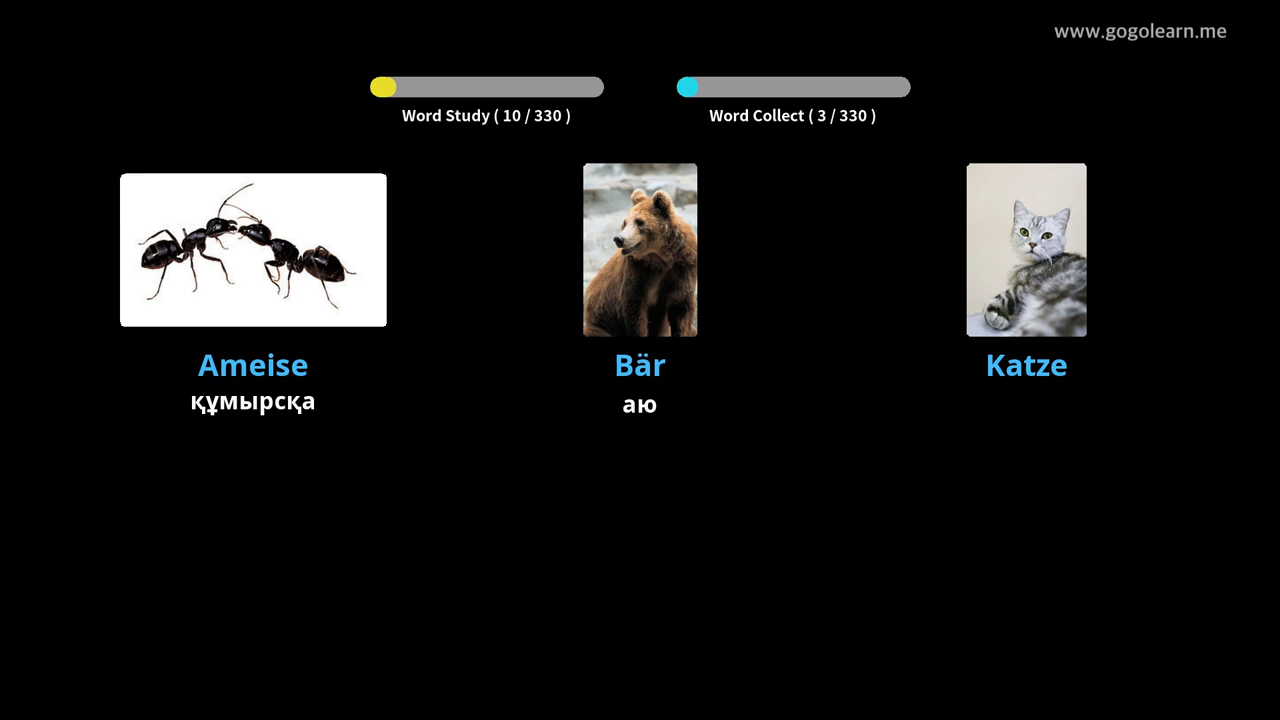 www.gogolearn.me
Word Study ( 10 / 330 )
Word Collect ( 3 / 330 )
Ameise
құмырсқа
Bär
аю
Katze